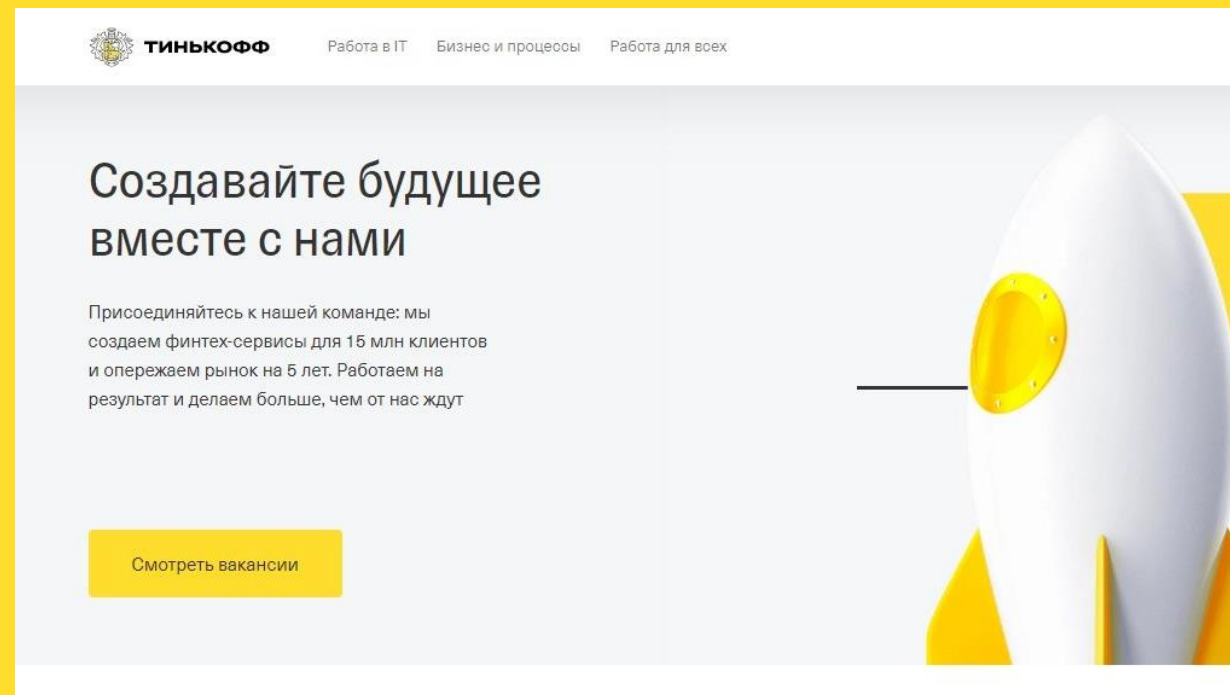 ТИНЬКОФФ
Работа в IT
Бизнес и процессы
Работа для всех
Создавайте будущее
вместе с нами
Присоединяйтесь к нашей команде: мы
создаем финтех-сервисы для 15 млн клиентов
и опережаем рынок на 5 лет. Работаем на
результат и делаем больше, чем от нас ждут
Смотреть вакансии